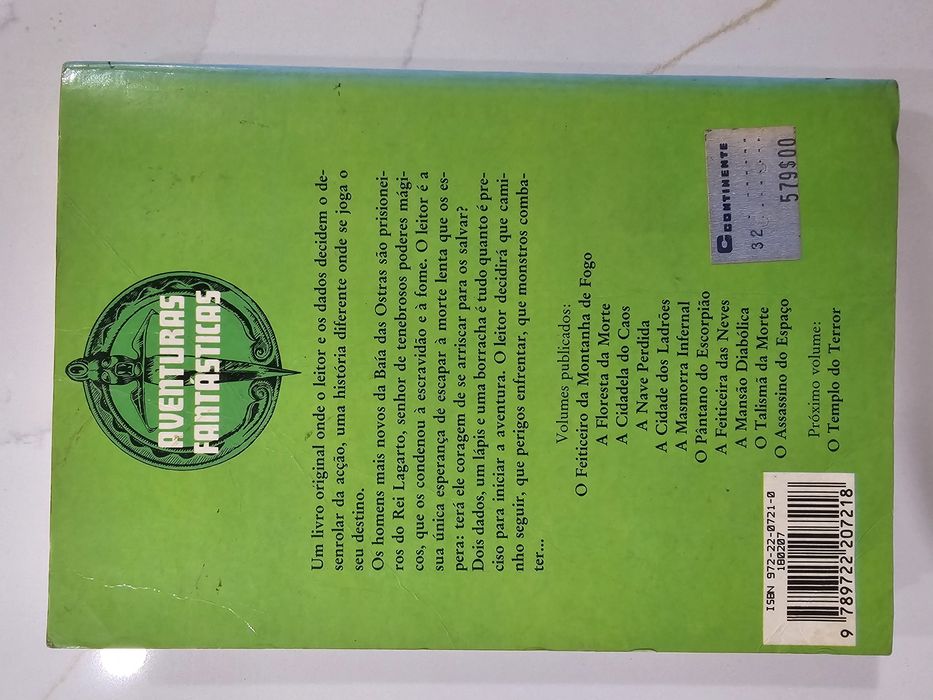 AVENTURAS
FANTASTICAS
Um livro original onde o leitor e os dados decidem o de-
senrolar da acção, uma história diferente onde se joga o
seu destino.
Os homens mais novos da Baía das Ostras são prisionei-
ros do Rei Lagarto, senhor de tenebrosos poderes mági-
cos, que os condenou à escravidão e à fome. O leitor é a
sua única esperança de escapar à morte lenta que os es-
pera: terá ele coragem de se arriscar para os salvar?
Dois dados, um lápis e uma borracha é tudo quanto é pre-
ciso para iniciar a aventura. O leitor decidirá que cami-
nho seguir, que perigos enfrentar, que monstros comba-
ter...
Volumes publicados:
O Feiticeiro da Montanha de Fogo
A Floresta da Morte
A Cidadela do Caos
A Nave Perdida
A Cidade dos Ladrões
A Masmorra Infernal
O Pântano do Escorpião
A Feiticeira das Neves
A Mansão Diabólica
O Talismã da Morte
O Assassino do Espaço
Próximo volume:
O Templo do Terror
CONTINENTE
32
579$00
ISBN 972-22-0721-0
1B0207
9 789722 207218